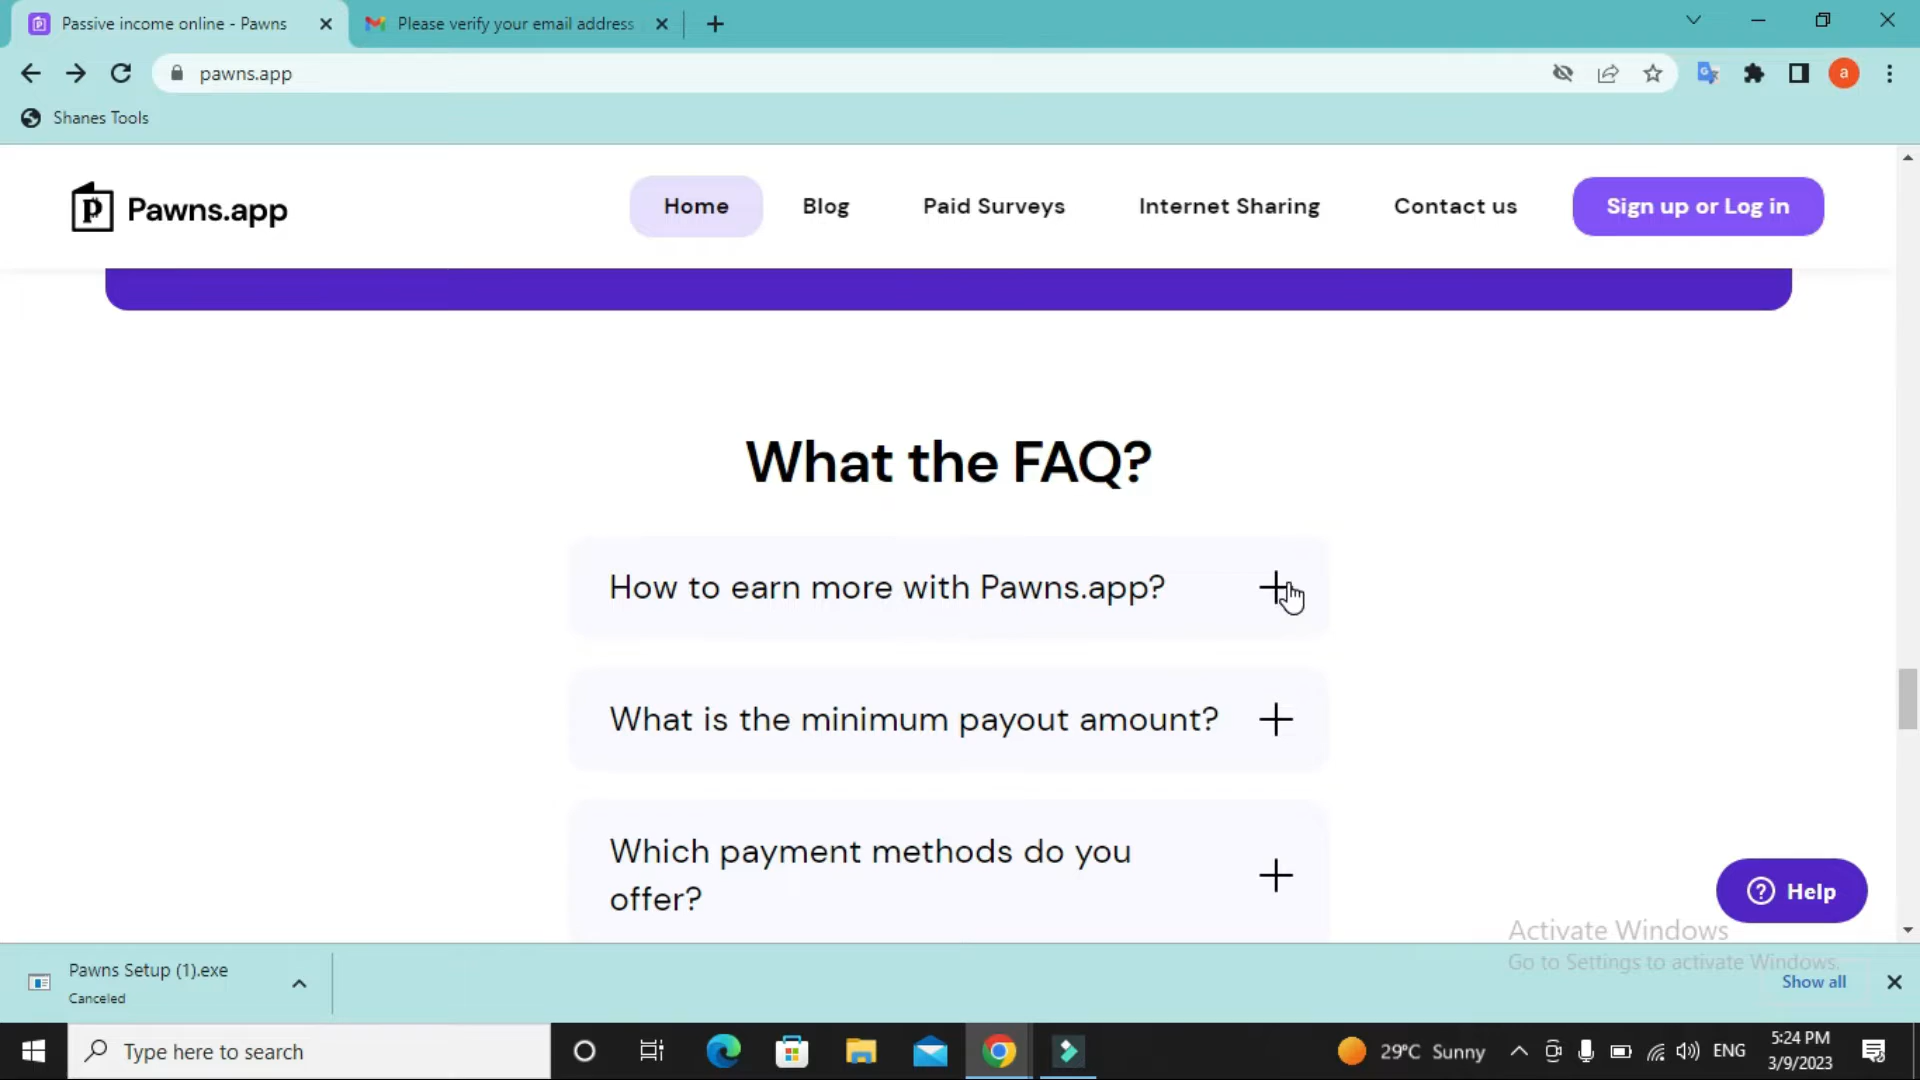 Passive income online - Pawns
Please verify your email address
pawns.app
a
Shanes Tools
Pawns.app
Home
Blog
Paid Surveys
Internet Sharing
Contact us
Sign up or Log in
What the FAQ?
How to earn more with Pawns.app?
What is the minimum payout amount?
Which payment methods do you
offer?
Help
Activate Windows
Go to Settings to activate Windows.
Pawns Setup (1).exe
Canceled
Show all
Type here to search
29°C Sunny
ENG
5:24 PM
3/9/2023